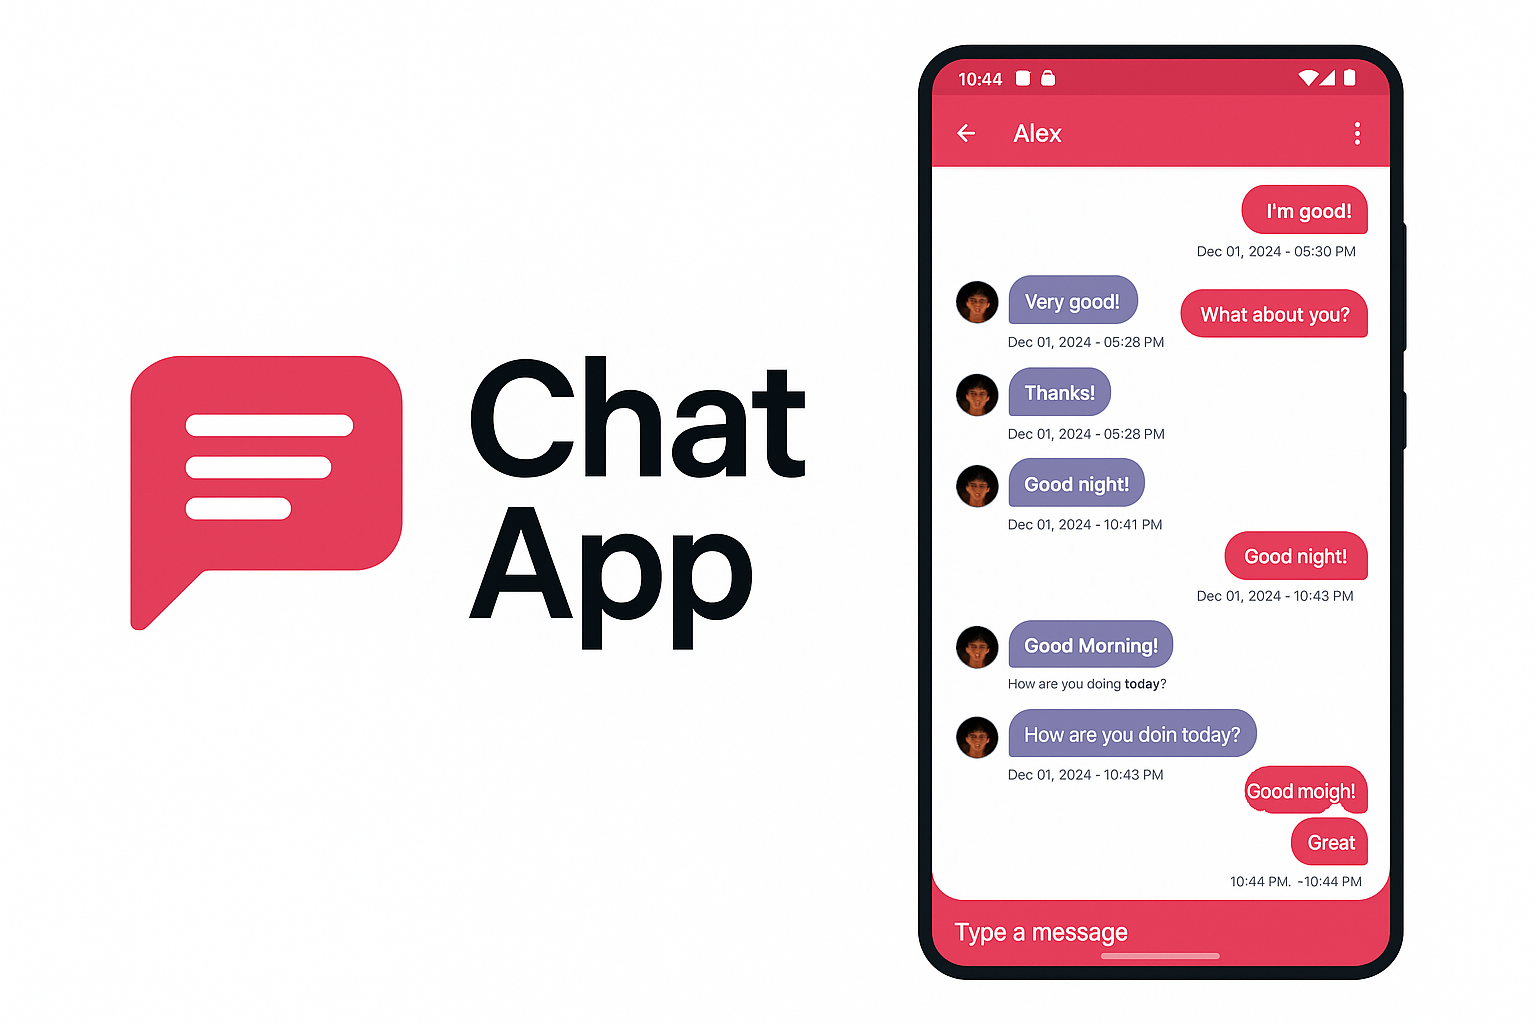 Chat
App
10:44
Alex
I'm good!
Dec 01, 2024 - 05:30 PM
Very good!
What about you?
Dec 01, 2024 - 05:28 PM
Thanks!
Dec 01, 2024 - 05:28 PM
Good night!
Dec 01, 2024 - 10:41 PM
Good night!
Dec 01, 2024 - 10:43 PM
Good Morning!
How are you doing today?
How are you doin today?
Dec 01, 2024 - 10:43 PM
Good moigh!
Great
10:44 PM. -10:44 PM
Type a message